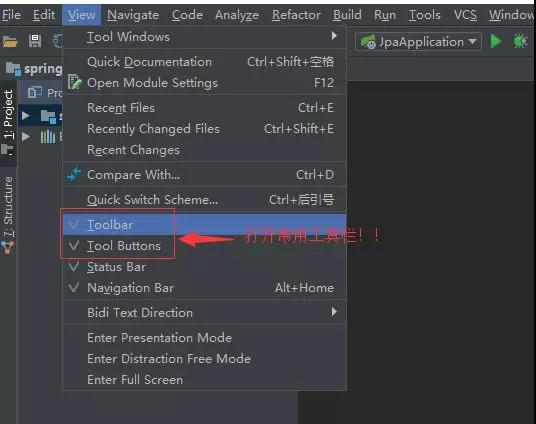 File Edit View Navigate Code Analyze Refactor Build Run Tools VCS Window
JpaApplication
spring
1: Project
Pro
s
Z: Structure
Tool Windows
Quick Documentation Ctrl+Shift+空格
Open Module Settings F12
Recent Files Ctrl+E
Recently Changed Files Ctrl+Shift+E
Recent Changes
Compare With... Ctrl+D
Quick Switch Scheme... Ctrl+后引号
Toolbar
Tool Buttons
打开常用工具栏！！
Status Bar
Navigation Bar Alt+Home
Bidi Text Direction
Enter Presentation Mode
Enter Distraction Free Mode
Enter Full Screen